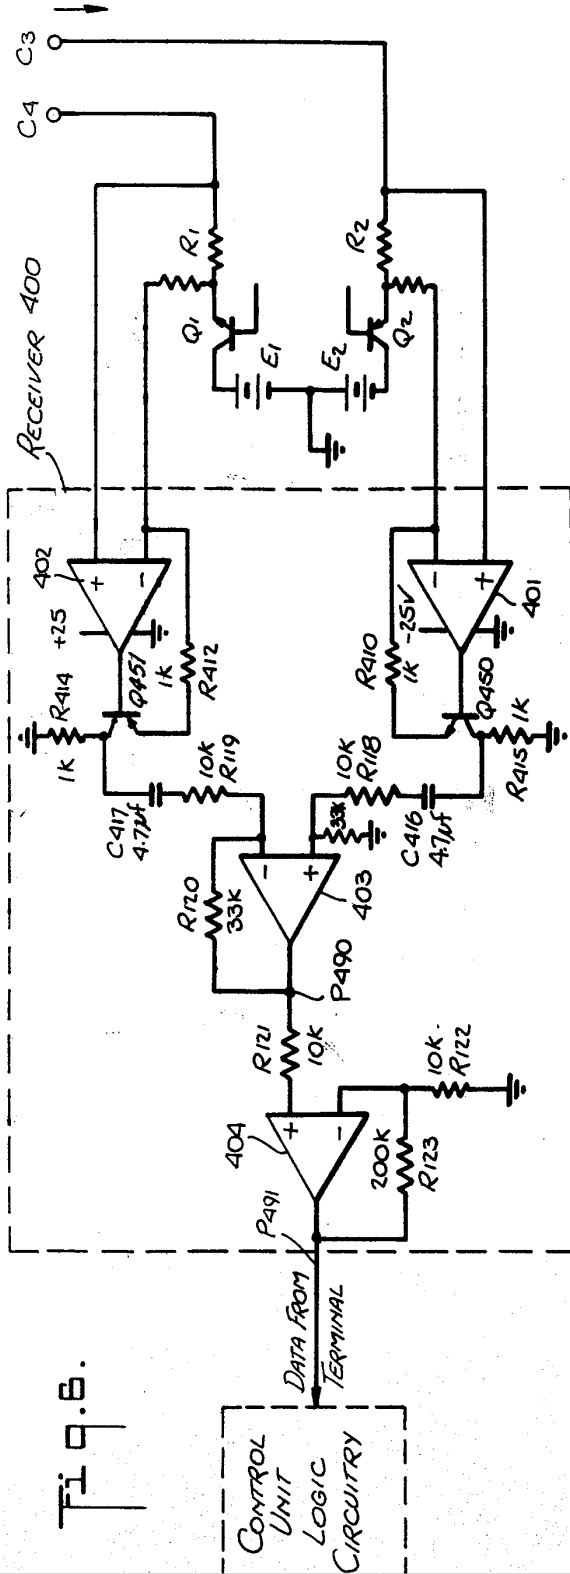 Fig.6.
RECEIVER 400
C4
C3
R1
R2
Q1
Q2
E1
E2
402
+
−
+25
Q451
1K
R412
R414
1K
C417
4.7μf
10K
R119
401
−
+
-25V
R410
1K
Q450
1K
R415
10K
R118
C416
4.7μf
33K
R120
33K
−
+
403
P490
R121
10K
404
+
−
10K.
R122
200K
R123
P491
DATA FROM
TERMINAL
CONTROL
UNIT
LOGIC
CIRCUITRY